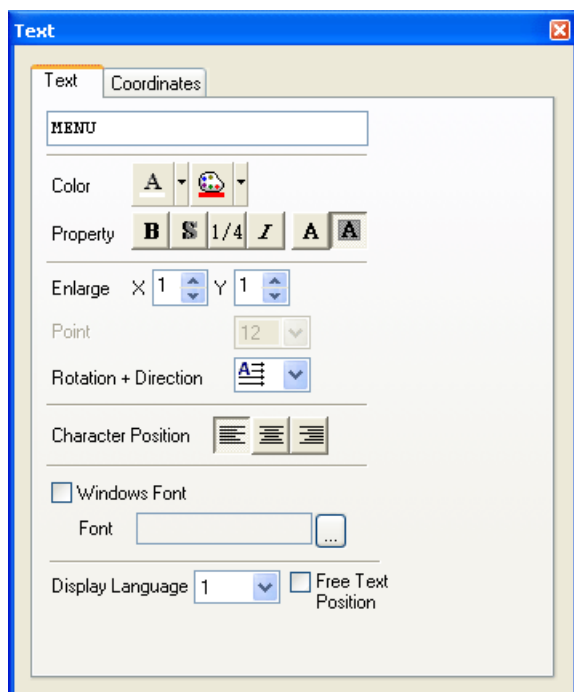 Text
Text Coordinates
MENU
Color A
Property B S 1/4 I A A
Enlarge X 1 Y 1
Point 12
Rotation + Direction A
Character Position
Windows Font
Font ...
Display Language 1 Free Text
Position